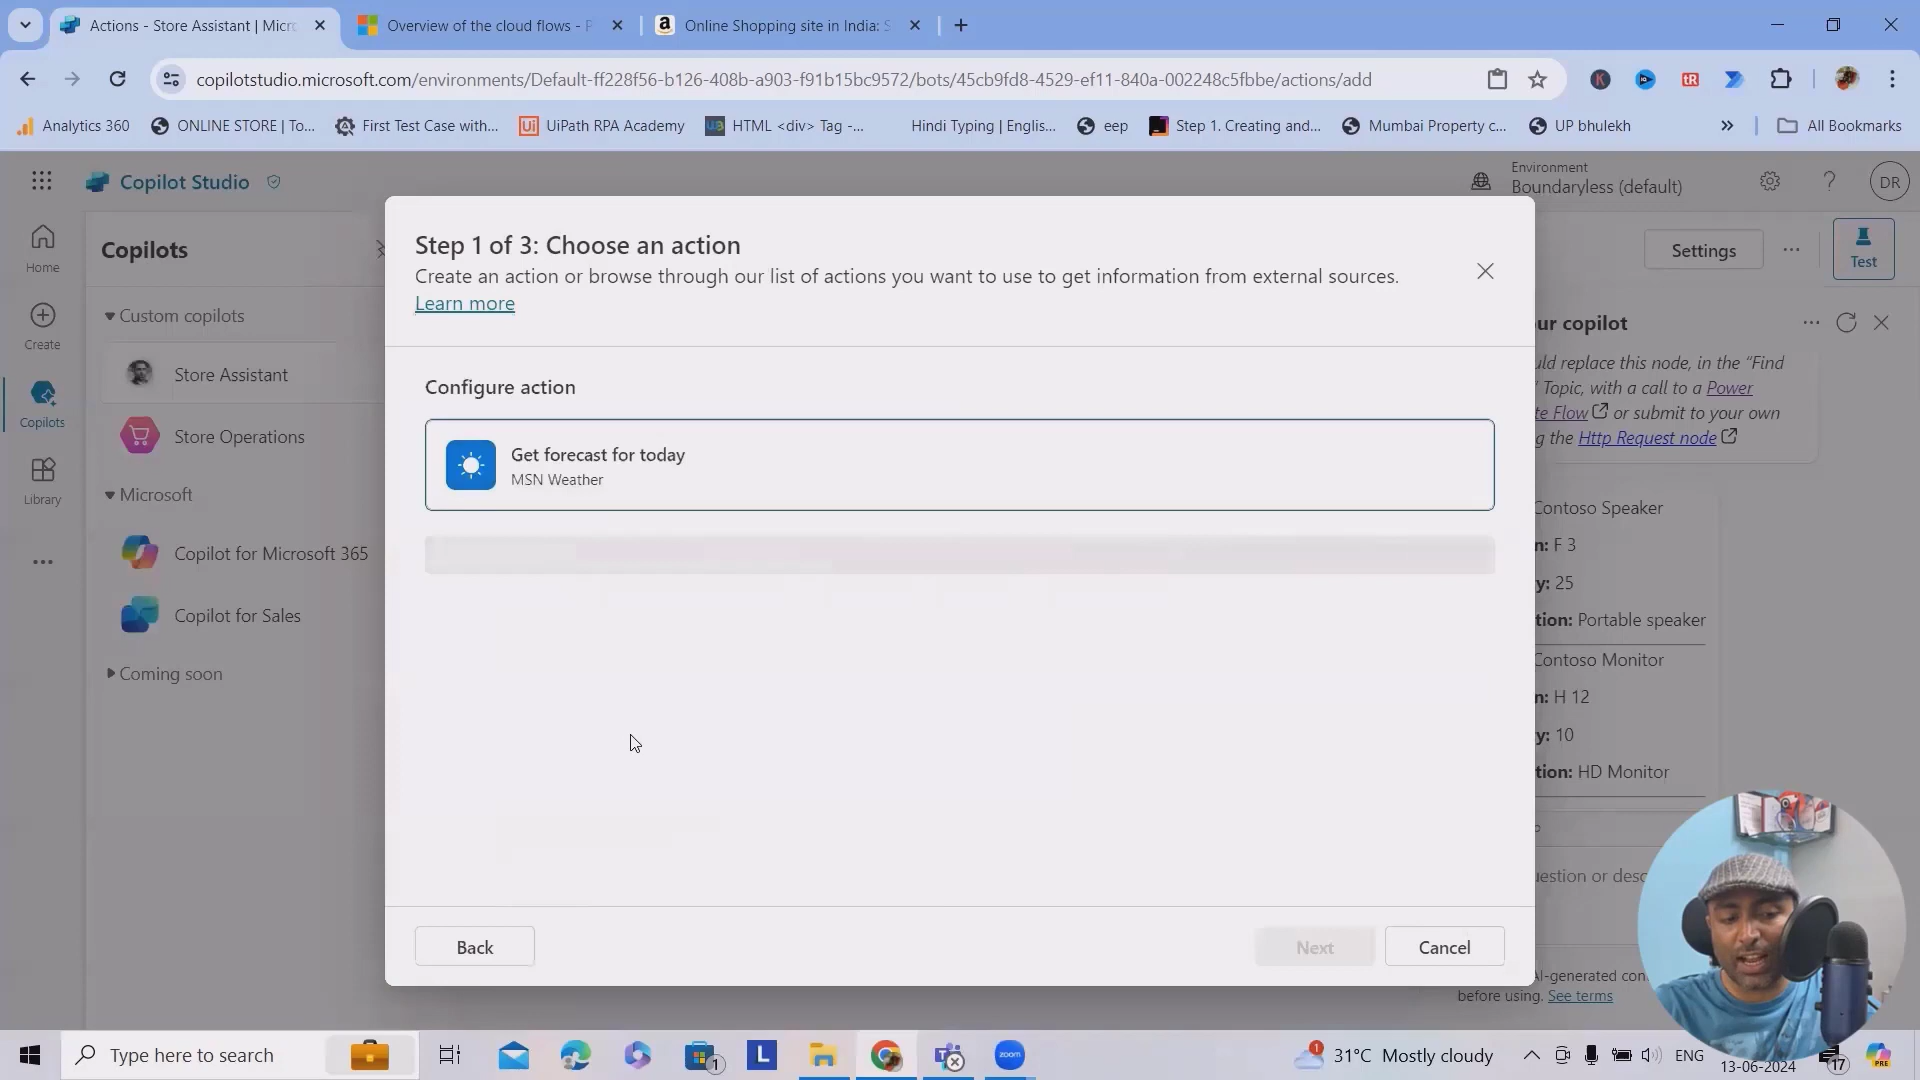 Actions - Store Assistant | Micro
Overview of the cloud flows - P
Online Shopping site in India: S
copilotstudio.microsoft.com/environments/Default-ff228f56-b126-408b-a903-f91b15bc9572/bots/45cb9fd8-4529-ef11-840a-002248c5fbbe/actions/add
Analytics 360
ONLINE STORE | To...
First Test Case with...
UiPath RPA Academy
HTML <div> Tag -...
Hindi Typing | Englis...
eep
Step 1. Creating and...
Mumbai Property c...
UP bhulekh
All Bookmarks
Copilot Studio
Environment
Boundaryless (default)
DR
Home
Create
Copilots
Library
Copilots
Custom copilots
Store Assistant
Store Operations
Microsoft
Copilot for Microsoft 365
Copilot for Sales
Coming soon
Step 1 of 3: Choose an action
Create an action or browse through our list of actions you want to use to get information from external sources.
Learn more
Configure action
Get forecast for today
MSN Weather
Back
Next
Cancel
Settings
Test
ur copilot
uld replace this node, in the "Find
" Topic, with a call to a Power
te Flow or submit to your own
g the Http Request node
Contoso Speaker
n: F 3
y: 25
tion: Portable speaker
Contoso Monitor
n: H 12
y: 10
tion: HD Monitor
uestion or desc
AI-generated con
before using. See terms
Type here to search
1
L
zoom
1
31°C Mostly cloudy
ENG
13-06-2024
17
PRE